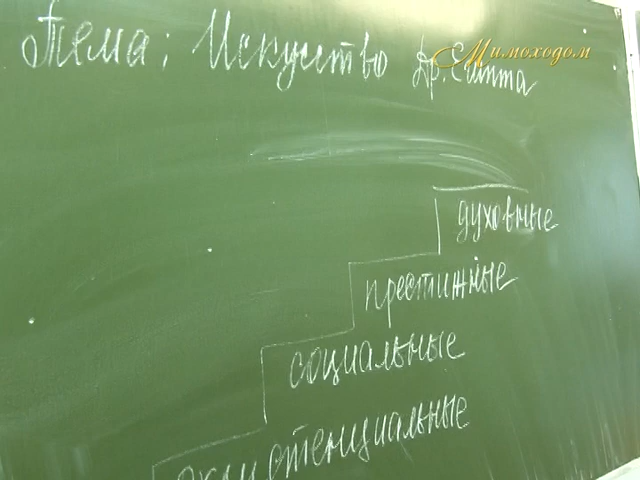 Тема: Искусство Др. Египта
Мимоходом
духовные
престижные
социальные
экзистенциальные